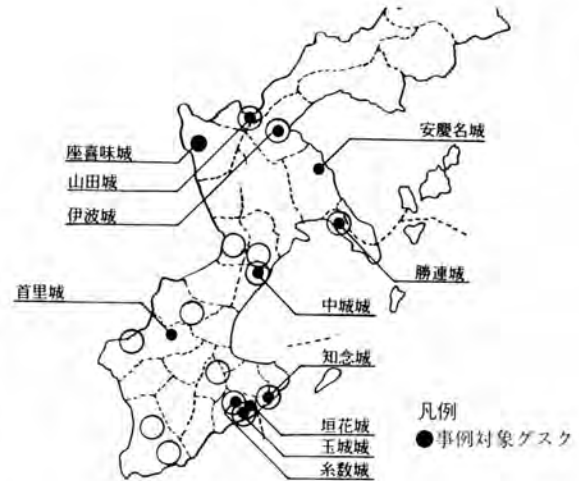 座喜味城
山田城
伊波城
安慶名城
勝連城
首里城
中城城
知念城
垣花城
玉城城
糸数城
凡例
●事例対象グスク